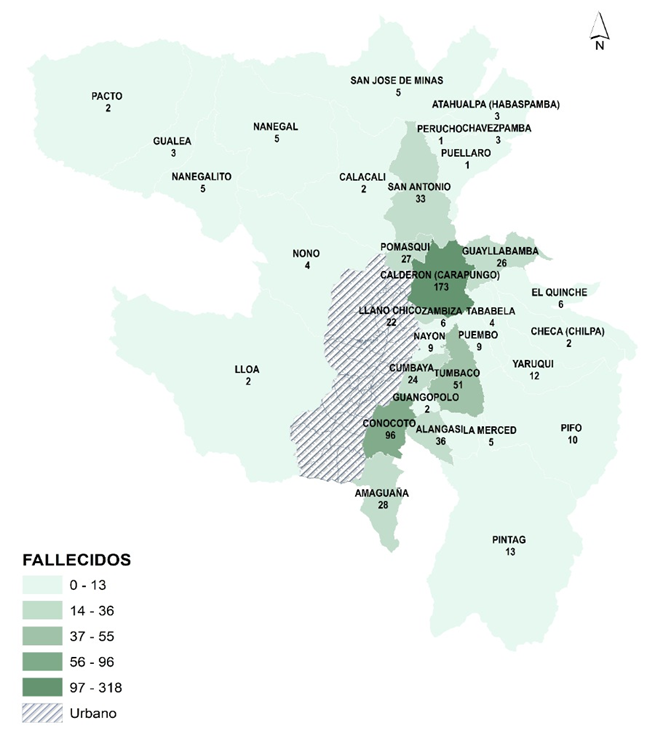 N
SAN JOSE DE MINAS
5
PACTO
2
ATAHUALPA (HABASPAMBA)
3
NANEGAL
5
PERUCHO
1
CHAVEZPAMBA
3
GUALEA
3
PUELLARO
1
NANEGALITO
5
CALACALI
2
SAN ANTONIO
33
NONO
4
POMASQUI
27
GUAYLLABAMBA
26
CALDERON (CARAPUNGO)
173
EL QUINCHE
6
LLANO CHICO
22
ZAMBIZA
6
TABABELA
4
NAYON
9
PUEMBO
9
CHECA (CHILPA)
2
LLOA
2
CUMBAYA
24
TUMBACO
51
YARUQUI
12
GUANGOPOLO
2
CONOCOTO
96
ALANGASI
36
LA MERCED
5
PIFO
10
AMAGUAÑA
28
PINTAG
13
FALLECIDOS
0 - 13
14 - 36
37 - 55
56 - 96
97 - 318
Urbano